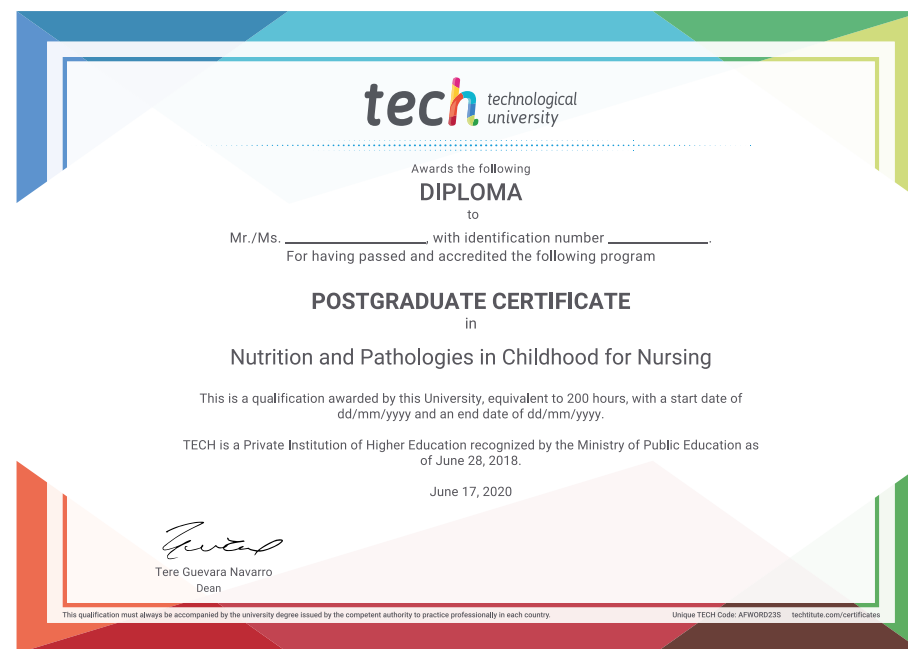 tech technological
university
Awards the following
DIPLOMA
to
Mr./Ms. ____________________, with identification number ______________.
For having passed and accredited the following program
POSTGRADUATE CERTIFICATE
in
Nutrition and Pathologies in Childhood for Nursing
This is a qualification awarded by this University, equivalent to 200 hours, with a start date of
dd/mm/yyyy and an end date of dd/mm/yyyy.
TECH is a Private Institution of Higher Education recognized by the Ministry of Public Education as
of June 28, 2018.
June 17, 2020
Tere Guevara Navarro
Dean
This qualification must always be accompanied by the university degree issued by the competent authority to practice professionally in each country.
Unique TECH Code: AFWORD23S techtitute.com/certificates